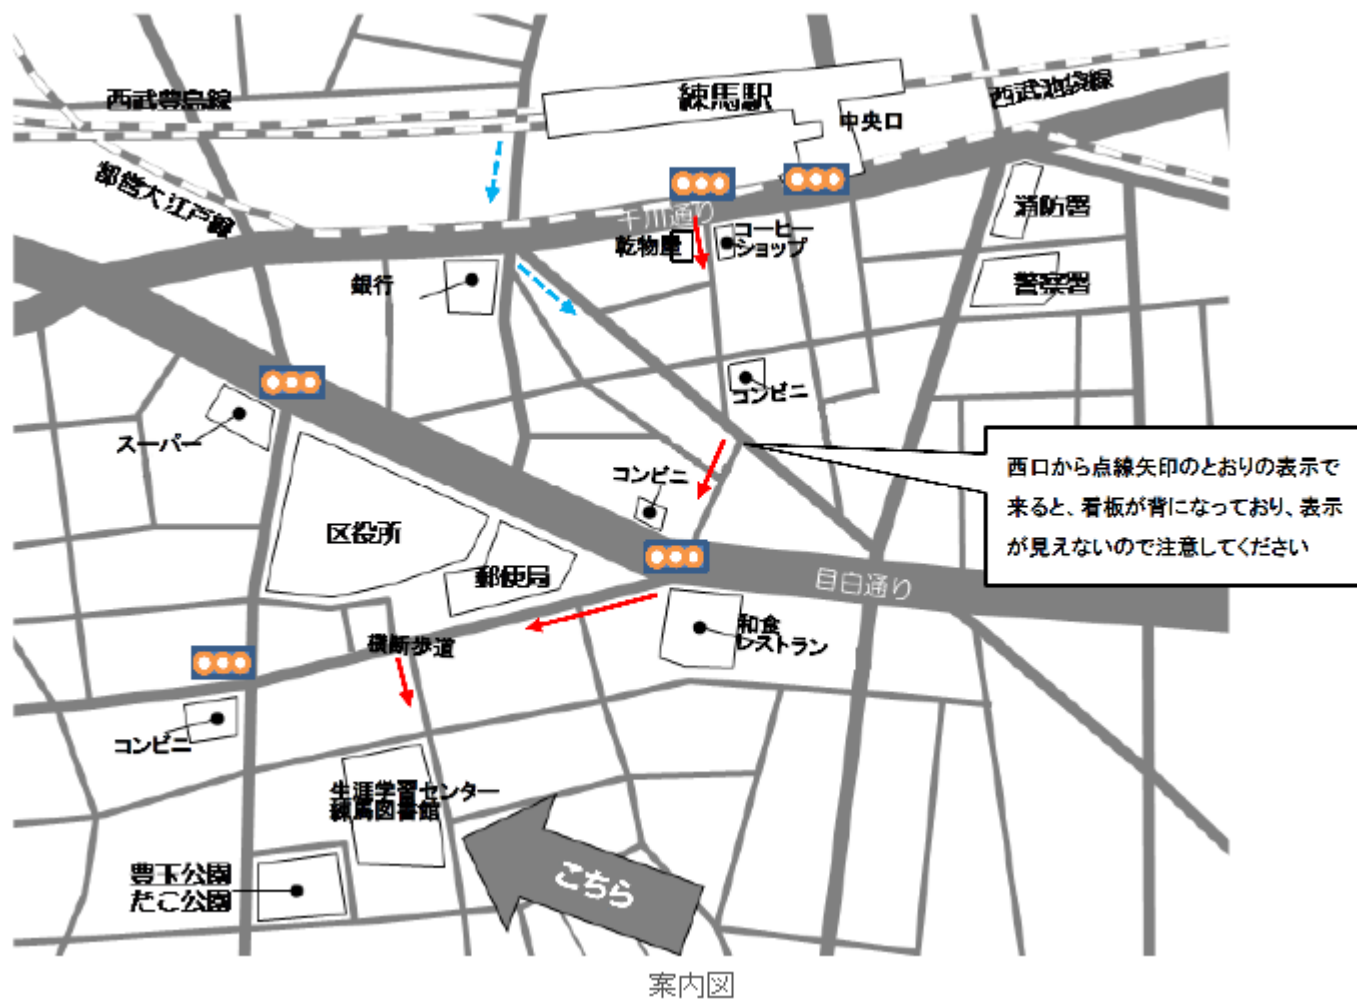 西武豊島線
練馬駅
西武池袋線
中央口
都営大江戸線
千川通り
乾物屋
コーヒー
ショップ
消防署
警察署
銀行
コンビニ
スーパー
コンビニ
西口から点線矢印のとおりの表示で
来ると、看板が背になっており、表示
が見えないので注意してください
区役所
郵便局
目白通り
和食
レストラン
横断歩道
コンビニ
生涯学習センター
練馬図書館
豊玉公園
たこ公園
こちら
案内図